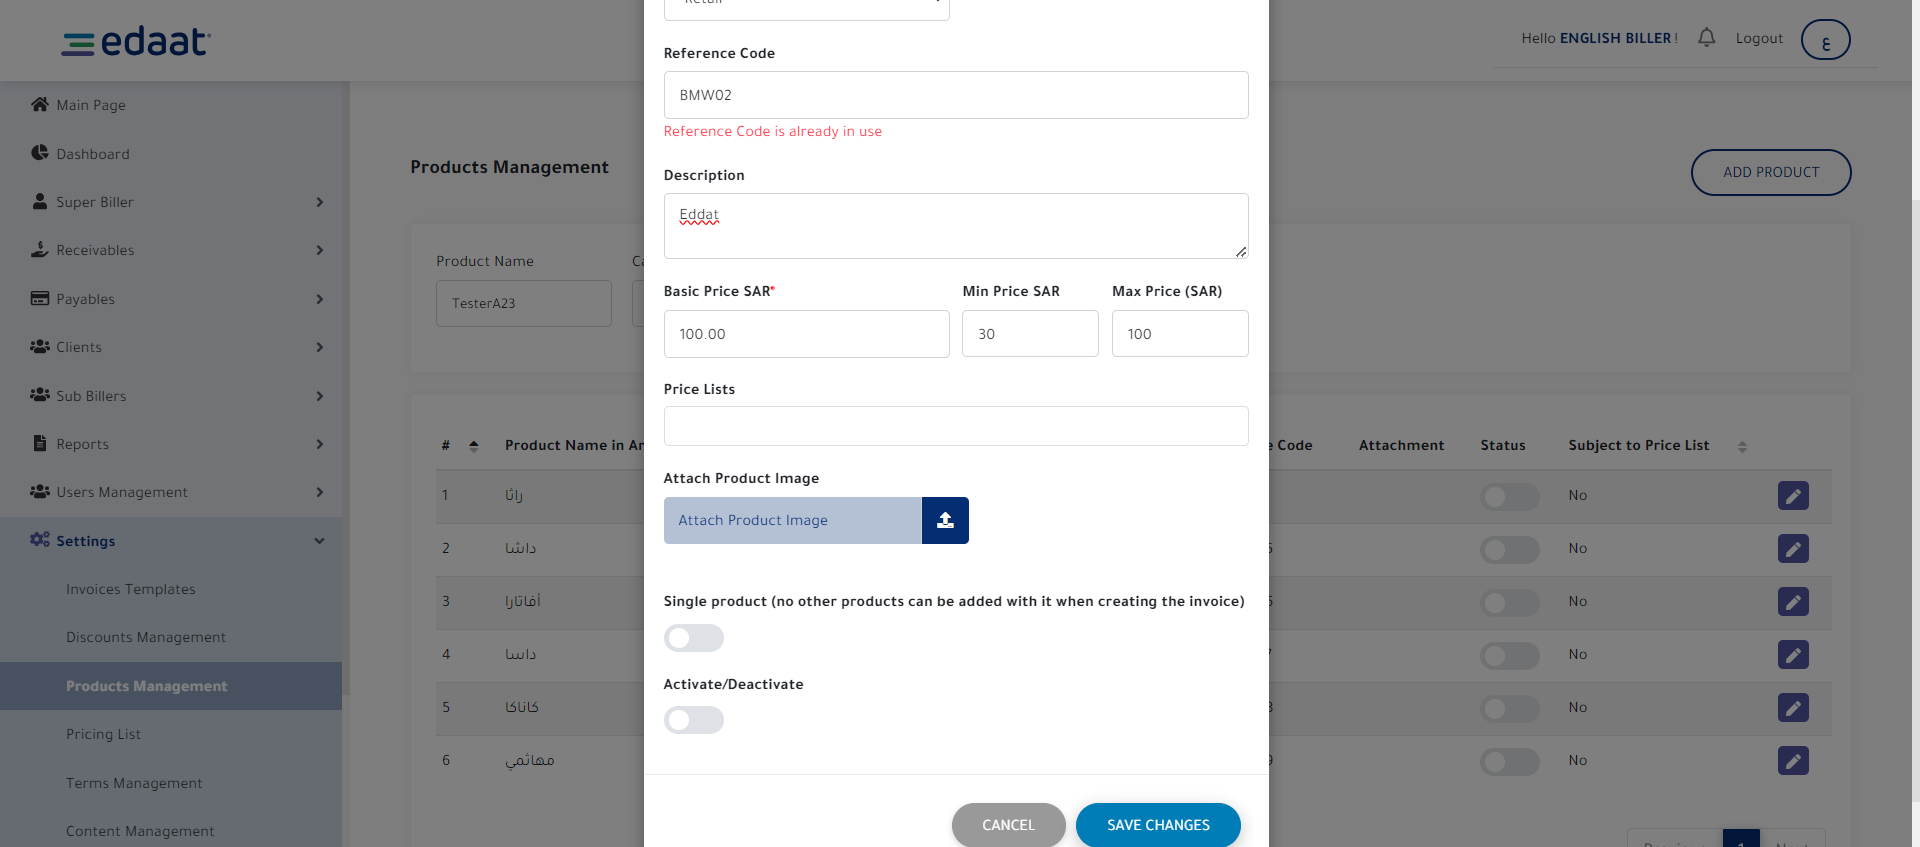 edaat
Hello ENGLISH BILLER !
Logout
ع
Main Page
Dashboard
Super Biller
Receivables
Payables
Clients
Sub Billers
Reports
Users Management
Settings
Invoices Templates
Discounts Management
Products Management
Pricing List
Terms Management
Content Management
Products Management
ADD PRODUCT
Product Name
TesterA23
Retail
Reference Code
BMW02
Reference Code is already in use
Description
Eddat
Basic Price SAR*
Min Price SAR
Max Price (SAR)
100.00
30
100
Price Lists
Attach Product Image
Attach Product Image
Single product (no other products can be added with it when creating the invoice)
Activate/Deactivate
CANCEL
SAVE CHANGES
# Product Name in Ar
Code Attachment Status Subject to Price List
1 راثا No
2 داشا No
3 أفاتارا No
4 داسا No
5 كاناكا No
6 مهاثمي No
Previous 1 Next